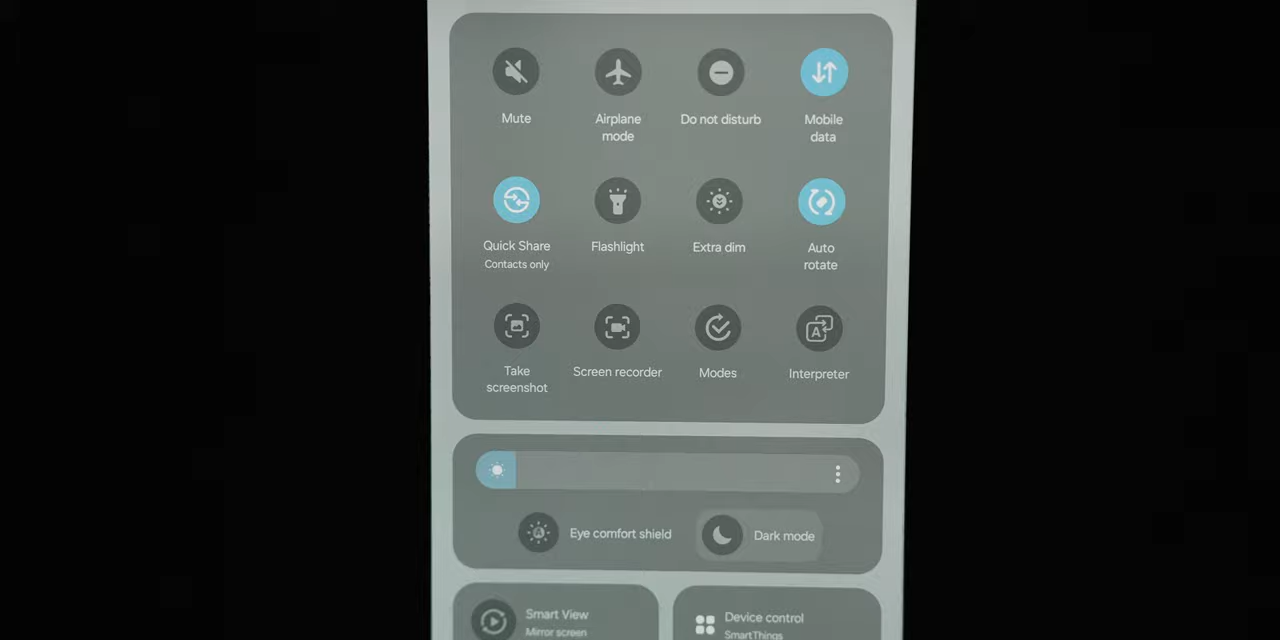 Mute
Airplane
mode
Do not disturb
Mobile
data
Quick Share
Contacts only
Flashlight
Extra dim
Auto
rotate
Take
screenshot
Screen recorder
Modes
Interpreter
Eye comfort shield
Dark mode
Smart View
Mirror screen
Device control
SmartThings